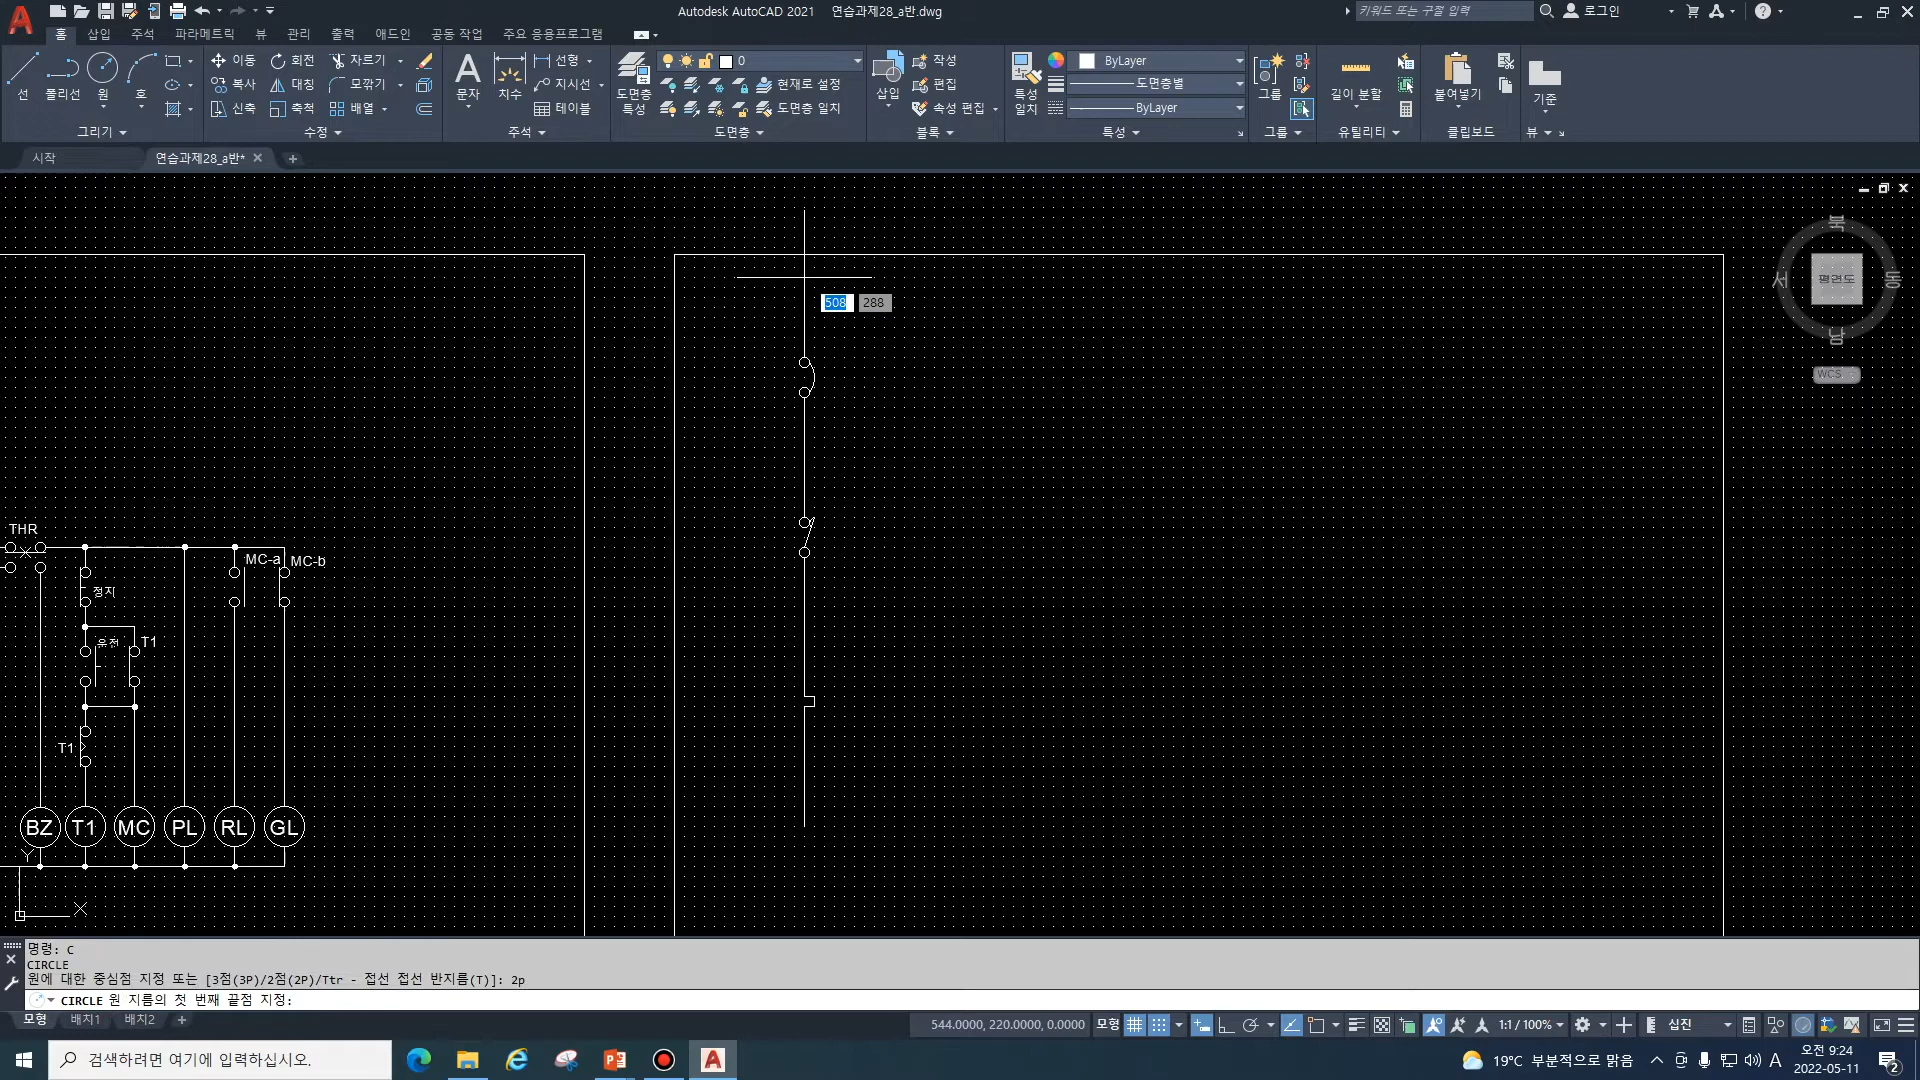 Autodesk AutoCAD 2021 연습과제28_a반.dwg
키워드 또는 구절 입력
로그인
홈 삽입 주석 파라메트릭 뷰 관리 출력 애드인 공동 작업 주요 응용프로그램
선 폴리선 원 호
그리기
이동 회전 자르기
복사 대칭 모깎기
신축 축척 배열
수정
문자 치수
선형
지시선
테이블
주석
도면층 특성
0
현재로 설정
도면층 일치
도면층
삽입
작성
편집
속성 편집
블록
특성 일치
ByLayer
도면층별
ByLayer
특성
그룹
그룹
길이 분할
유틸리티
붙여넣기
클립보드
기준
뷰
시작 연습과제28_a반*
북
서 평면도 동
남
WCS
508 288
THR
MC-a MC-b
정지
운전 T1
T1
BZ T1 MC PL RL GL
Y
X
명령: C
CIRCLE
원에 대한 중심점 지정 또는 [3점(3P)/2점(2P)/Ttr - 접선 접선 반지름(T)]: 2p
CIRCLE 원 지름의 첫 번째 끝점 지정:
모형 배치1 배치2
544.0000, 220.0000, 0.0000 모형 1:1 / 100% 십진
검색하려면 여기에 입력하십시오.
19°C 부분적으로 맑음
A
오전 9:24
2022-05-11
2